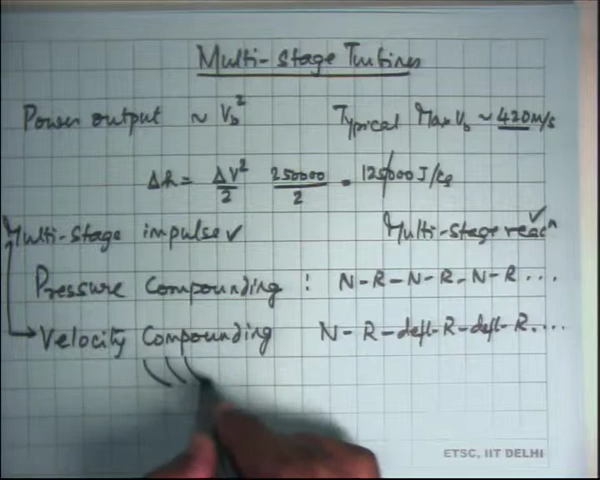 Multi-Stage Turbines
Power output ~ V_b^2 Typical Max V_b ~ 420 m/s
Δh = ΔV^2/2 250000/2 = 125000 J/kg
Multi-stage impulse ✓ Multi-stage reac^n ✓
Pressure Compounding : N-R-N-R-N-R...
Velocity Compounding N-R-defl-R-defl-R....
ETSC, IIT DELHI